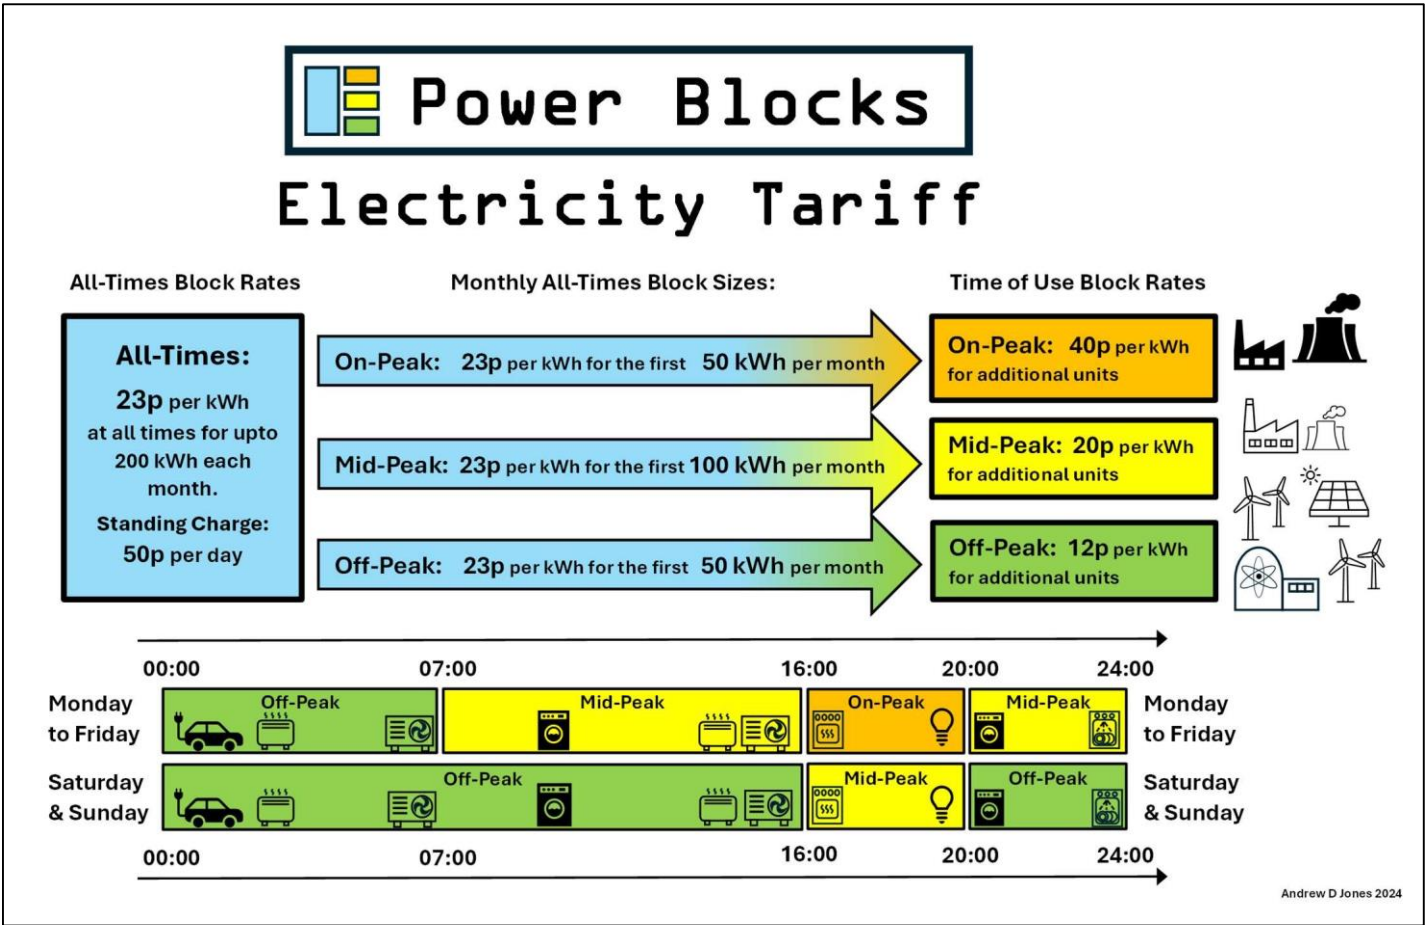 Power Blocks
Electricity Tariff
All-Times Block Rates
Monthly All-Times Block Sizes:
Time of Use Block Rates
All-Times:
23p per kWh
at all times for upto
200 kWh each
month.
Standing Charge:
50p per day
On-Peak: 23p per kWh for the first 50 kWh per month
Mid-Peak: 23p per kWh for the first 100 kWh per month
Off-Peak: 23p per kWh for the first 50 kWh per month
On-Peak: 40p per kWh
for additional units
Mid-Peak: 20p per kWh
for additional units
Off-Peak: 12p per kWh
for additional units
00:00 07:00 16:00 20:00 24:00
Monday
to Friday
Off-Peak Mid-Peak On-Peak Mid-Peak
Monday
to Friday
Saturday
& Sunday
Off-Peak Mid-Peak Off-Peak
Saturday
& Sunday
00:00 07:00 16:00 20:00 24:00
Andrew D Jones 2024